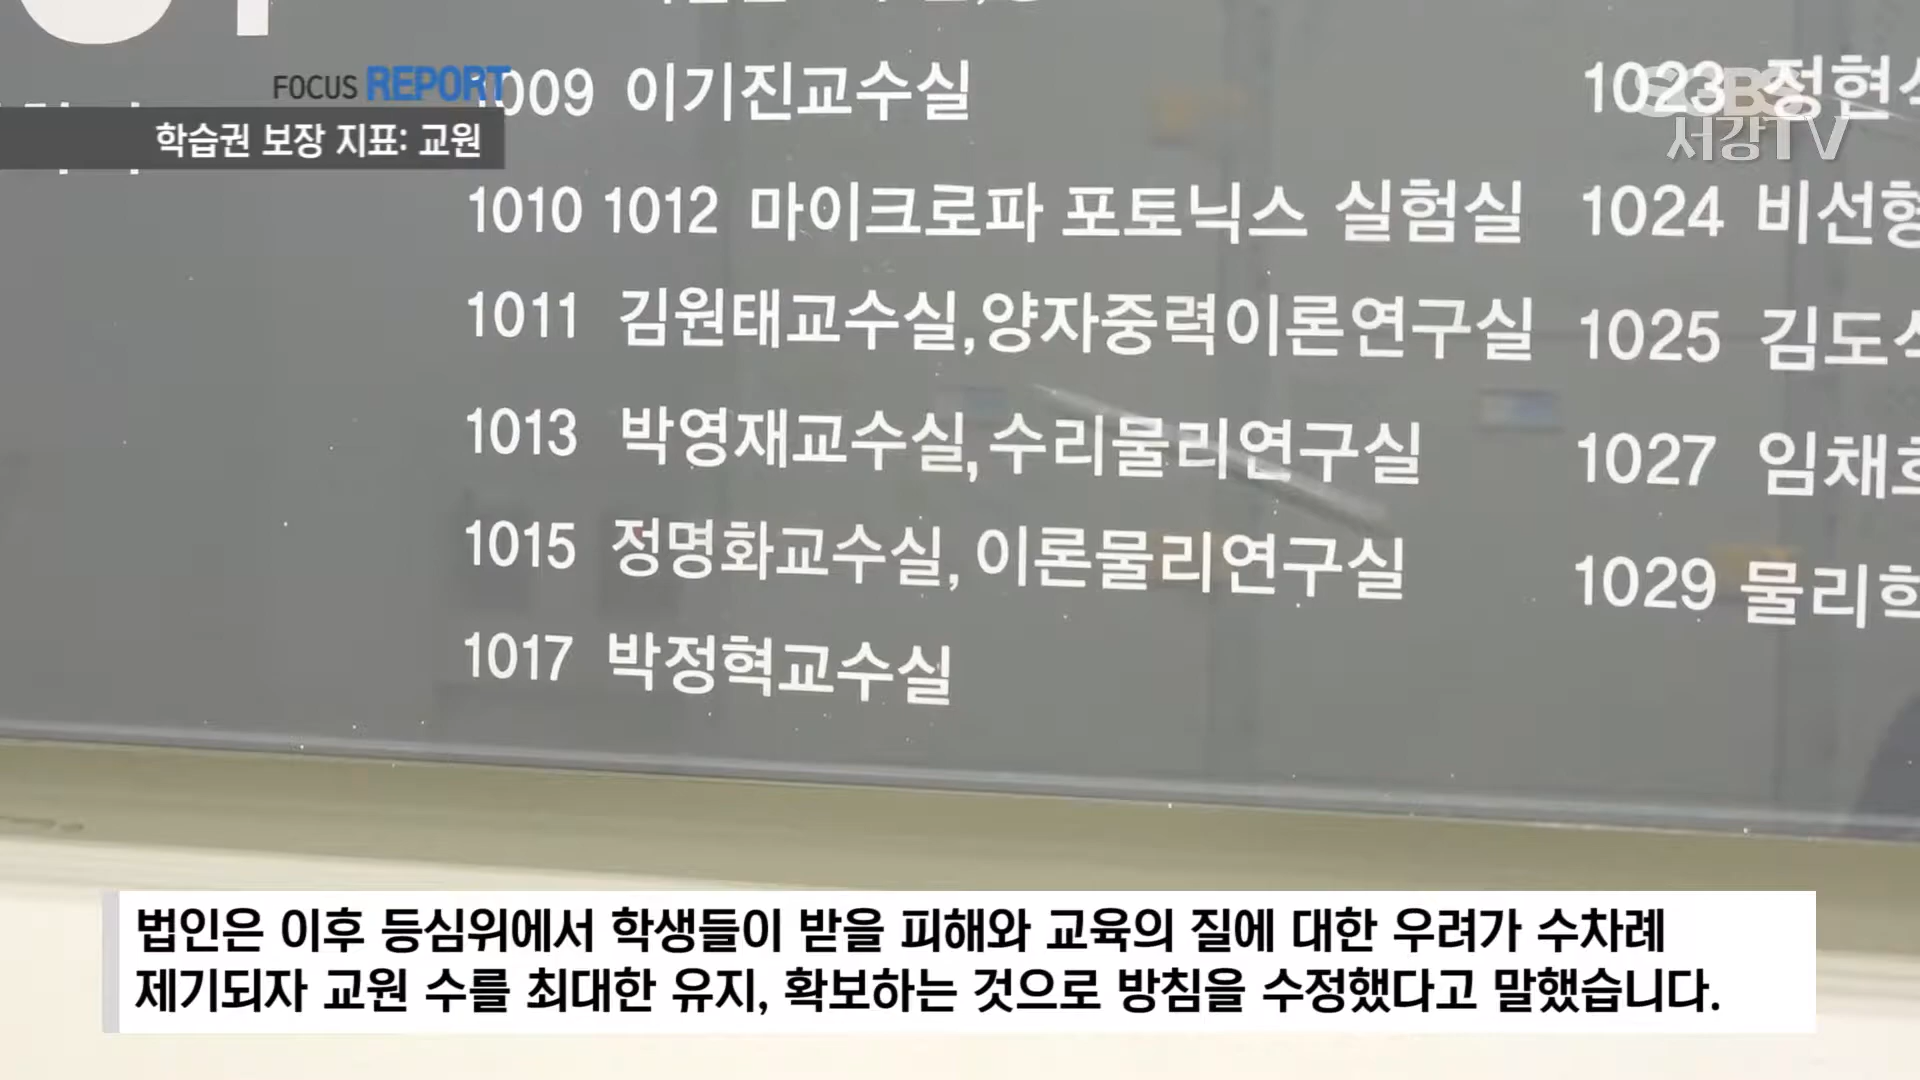 FOCUS REPORT
학습권 보장 지표: 교원
SGBS
서강TV
1009 이기진교수실
1010 1012 마이크로파 포토닉스 실험실
1011 김원태교수실,양자중력이론연구실
1013 박영재교수실,수리물리연구실
1015 정명화교수실, 이론물리연구실
1017 박정혁교수실
1023
1024
1025
1027
1029
법인은 이후 등심위에서 학생들이 받을 피해와 교육의 질에 대한 우려가 수차례
제기되자 교원 수를 최대한 유지, 확보하는 것으로 방침을 수정했다고 말했습니다.